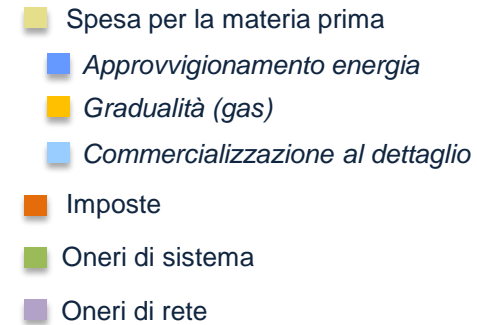 Spesa per la materia prima
Approvvigionamento energia
Gradualità (gas)
Commercializzazione al dettaglio
Imposte
Oneri di sistema
Oneri di rete